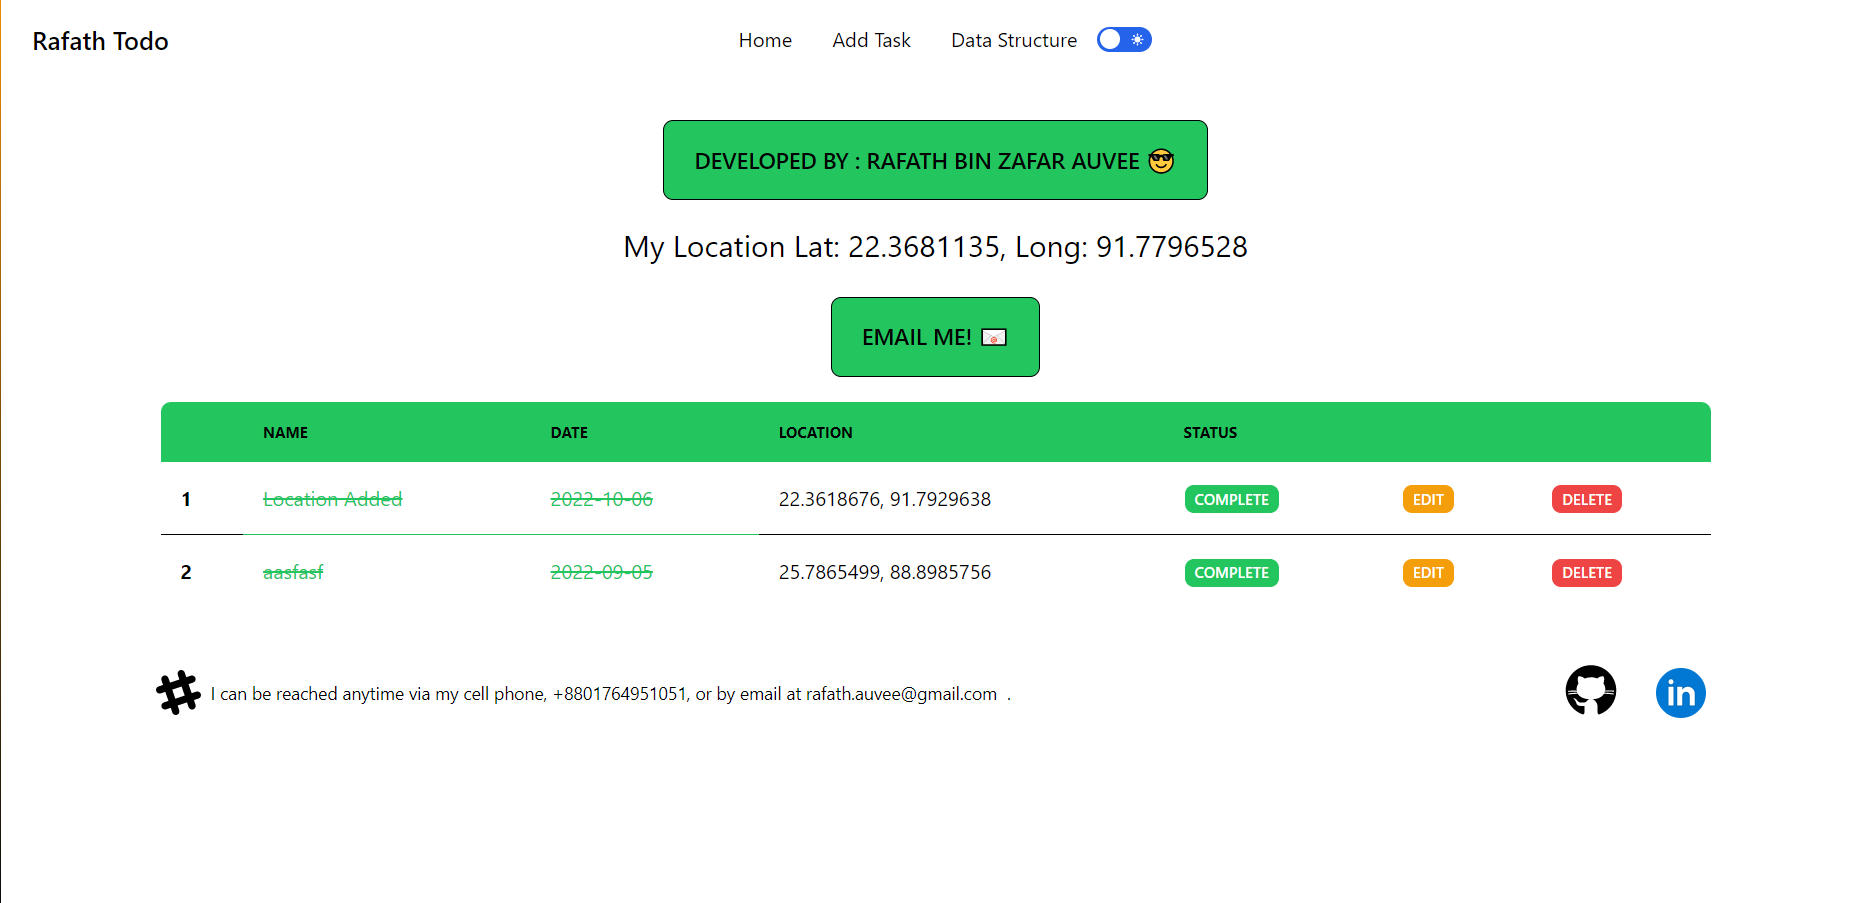 Rafath Todo Home Add Task Data Structure
DEVELOPED BY : RAFATH BIN ZAFAR AUVEE 😎
My Location Lat: 22.3681135, Long: 91.7796528
EMAIL ME! 📧
NAME DATE LOCATION STATUS
1 Location Added 2022-10-06 22.3618676, 91.7929638 COMPLETE EDIT DELETE
2 aasfasf 2022-09-05 25.7865499, 88.8985756 COMPLETE EDIT DELETE
I can be reached anytime via my cell phone, +8801764951051, or by email at rafath.auvee@gmail.com .
in